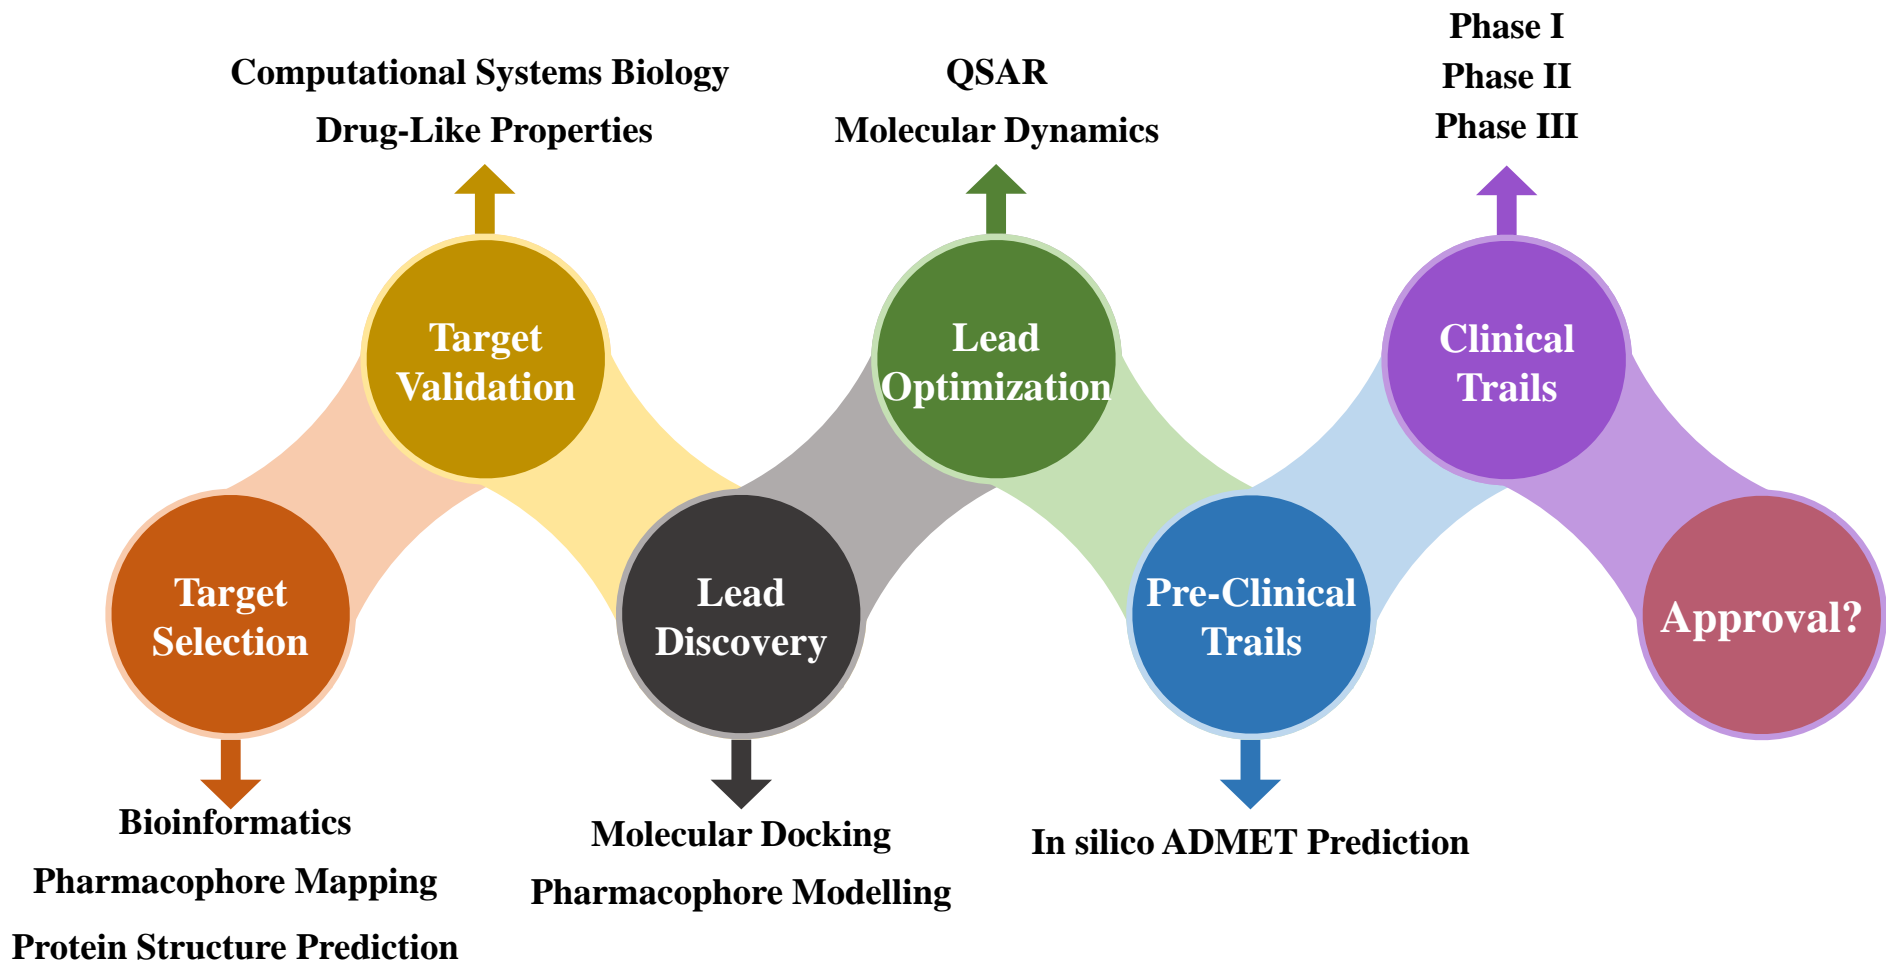 Phase I
Phase II
Phase III
Computational Systems Biology
Drug-Like Properties
QSAR
Molecular Dynamics
Target
Validation
Lead
Optimization
Clinical
Trails
Target
Selection
Lead
Discovery
Pre-Clinical
Trails
Approval?
Bioinformatics
Pharmacophore Mapping
Protein Structure Prediction
Molecular Docking
Pharmacophore Modelling
In silico ADMET Prediction